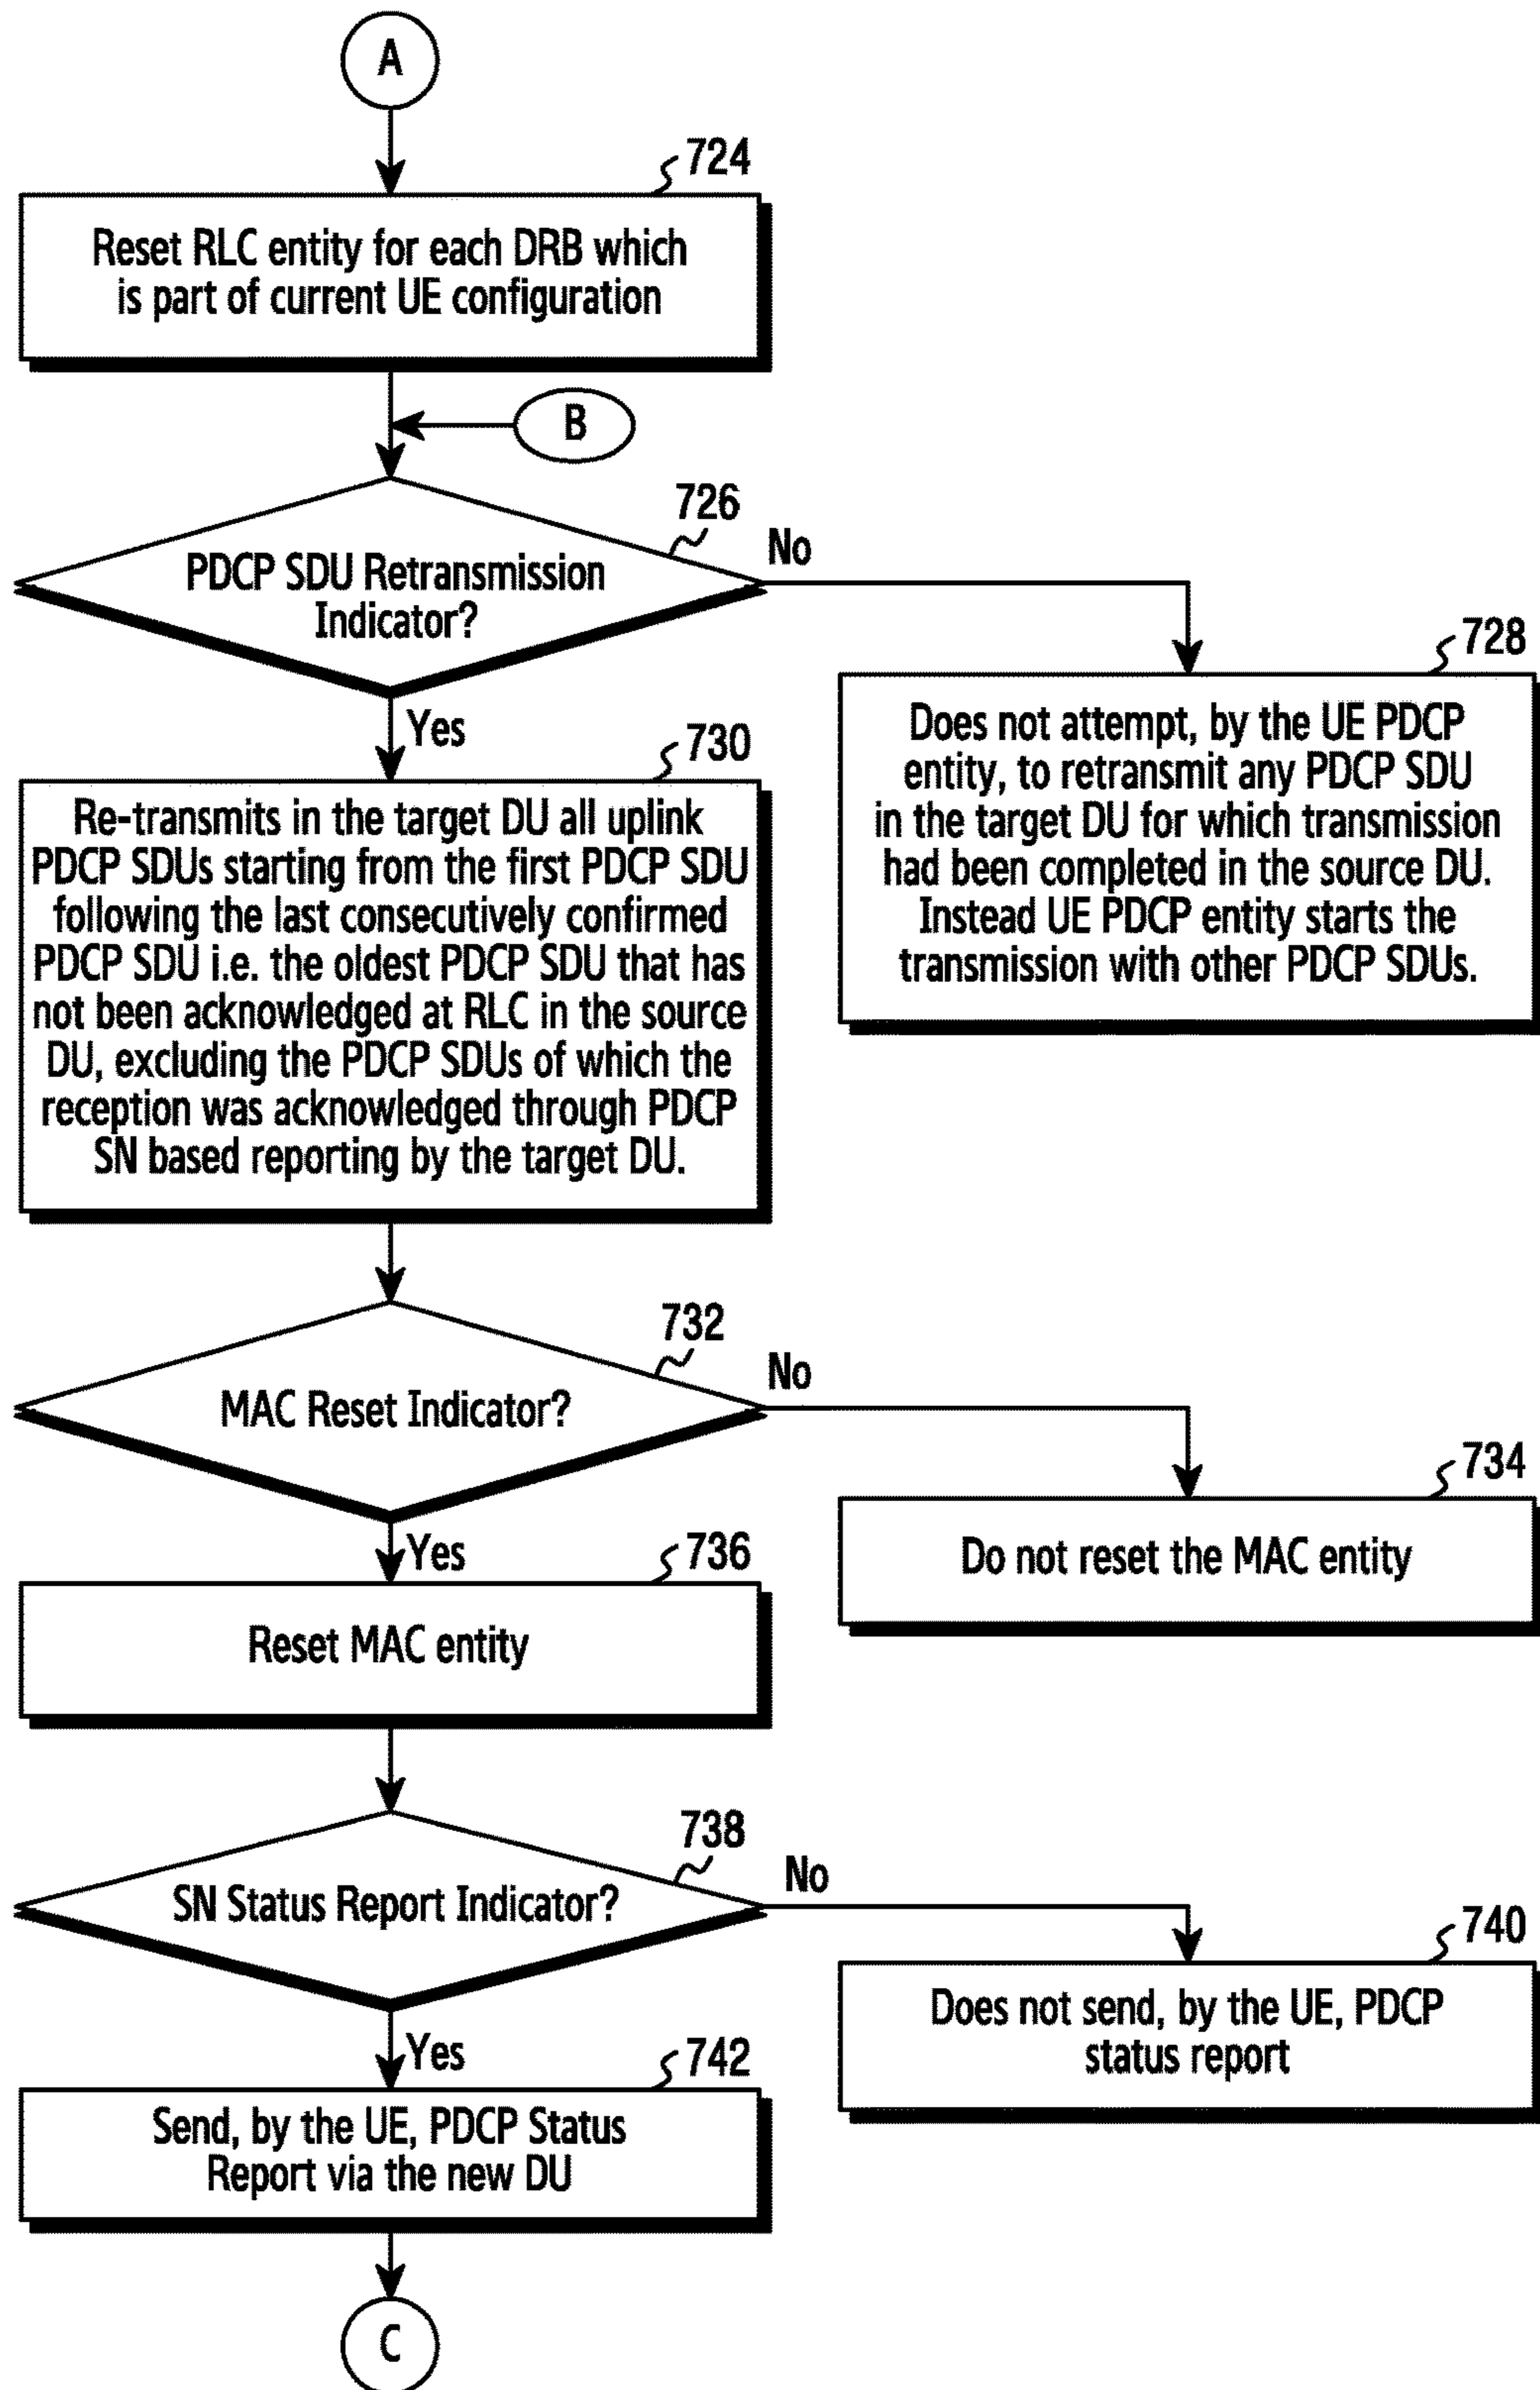 A
724
Reset RLC entity for each DRB which
is part of current UE configuration
B
726
PDCP SDU Retransmission
Indicator?
No
Yes
728
Does not attempt, by the UE PDCP
entity, to retransmit any PDCP SDU
in the target DU for which transmission
had been completed in the source DU.
Instead UE PDCP entity starts the
transmission with other PDCP SDUs.
730
Re-transmits in the target DU all uplink
PDCP SDUs starting from the first PDCP SDU
following the last consecutively confirmed
PDCP SDU i.e. the oldest PDCP SDU that has
not been acknowledged at RLC in the source
DU, excluding the PDCP SDUs of which the
reception was acknowledged through PDCP
SN based reporting by the target DU.
732
MAC Reset Indicator?
No
Yes
734
Do not reset the MAC entity
736
Reset MAC entity
738
SN Status Report Indicator?
No
Yes
740
Does not send, by the UE, PDCP
status report
742
Send, by the UE, PDCP Status
Report via the new DU
C